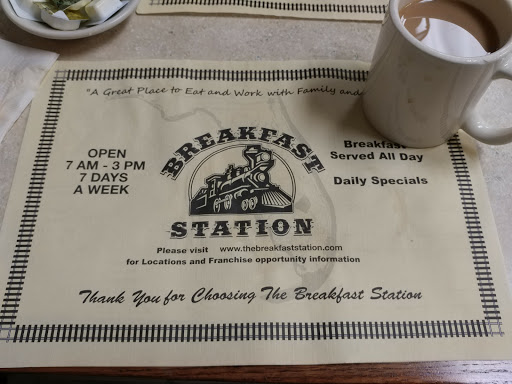 "A Great Place to Eat and Work with Family and
OPEN
7 AM - 3 PM
7 DAYS
A WEEK
BREAKFAST
STATION
Breakfast
Served All Day
Daily Specials
Please visit www.thebreakfaststation.com
for Locations and Franchise opportunity information
Thank You for Choosing The Breakfast Station